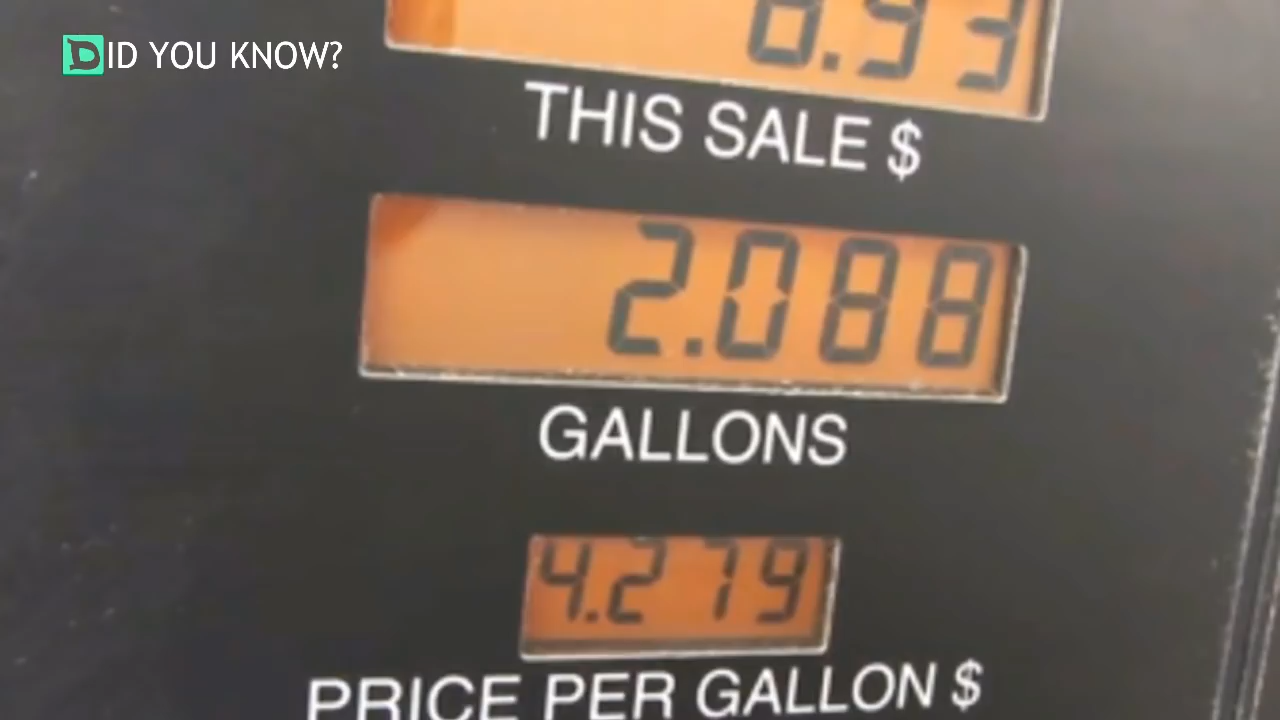 DID YOU KNOW?
8.93
THIS SALE $
2.088
GALLONS
4.279
PRICE PER GALLON $